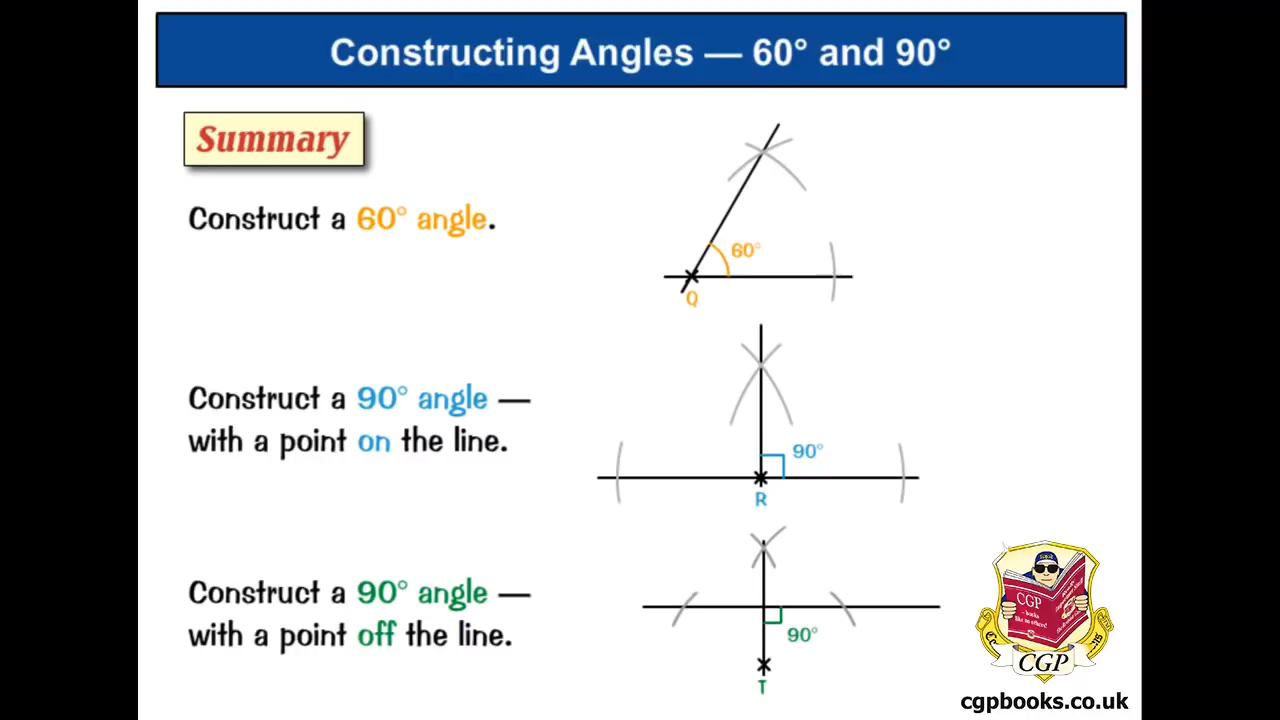 Constructing Angles — 60° and 90°
Summary
Construct a 60° angle.
60°
Q
Construct a 90° angle —
with a point on the line.
90°
R
Construct a 90° angle —
with a point off the line.
90°
T
CGP
CGP
cgpbooks.co.uk